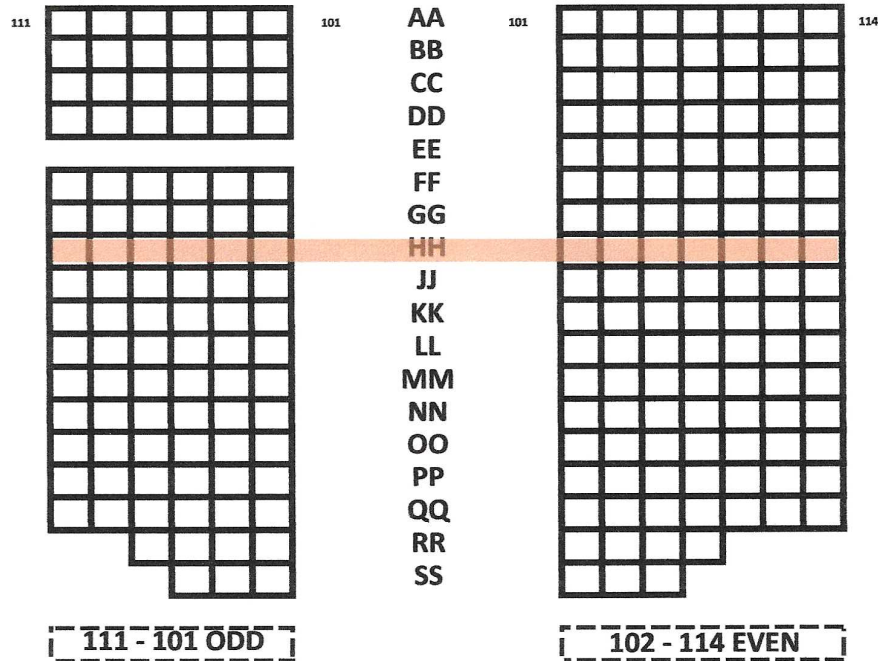 111 101 AA 101 114
BB
CC
DD
EE
FF
GG
HH
JJ
KK
LL
MM
NN
OO
PP
QQ
RR
SS
111 - 101 ODD 102 - 114 EVEN